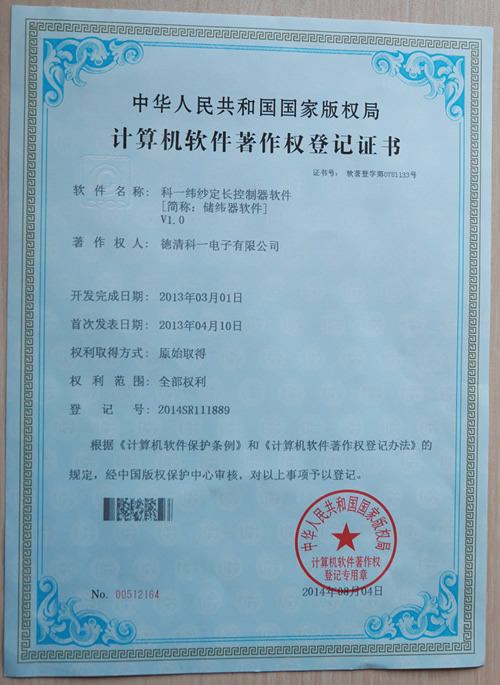 中华人民共和国国家版权局
计算机软件著作权登记证书
证书号： 软著登字第0781133号
软件名称： 科一纬纱定长控制器软件
[简称：储纬器软件]
V1.0
著作权人： 德清科一电子有限公司
开发完成日期： 2013年03月01日
首次发表日期： 2013年04月10日
权利取得方式： 原始取得
权利范围： 全部权利
登记号： 2014SR111889
根据《计算机软件保护条例》和《计算机软件著作权登记办法》的
规定，经中国版权保护中心审核，对以上事项予以登记。
中华人民共和国国家版权局
计算机软件著作权
登记专用章
No. 00512164
2014年08月04日